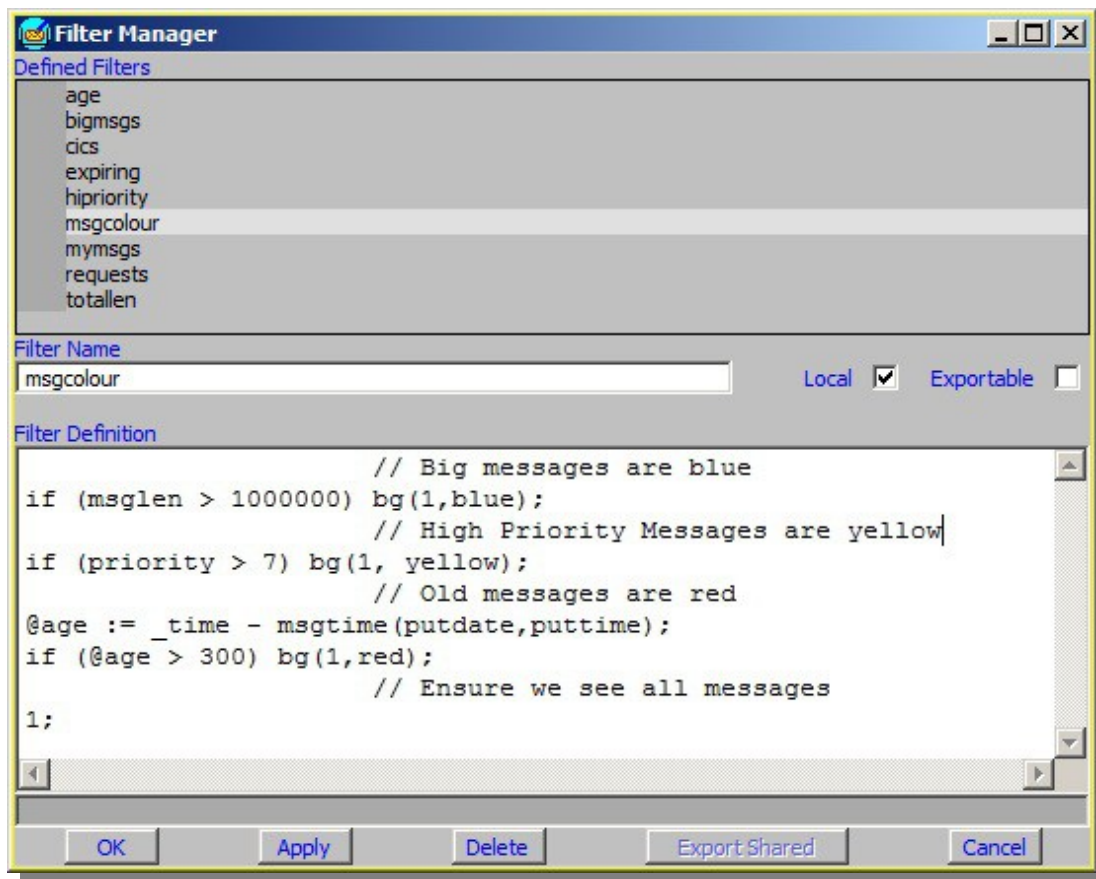 Filter Manager
Defined Filters
age
bigmsgs
cics
expiring
hipriority
msgcolour
mymsgs
requests
totallen
Filter Name
msgcolour Local Exportable
Filter Definition
// Big messages are blue
if (msglen > 1000000) bg(1,blue);
// High Priority Messages are yellow
if (priority > 7) bg(1, yellow);
// Old messages are red
@age := _time - msgtime(putdate,puttime);
if (@age > 300) bg(1,red);
// Ensure we see all messages
1;
OK Apply Delete Export Shared Cancel